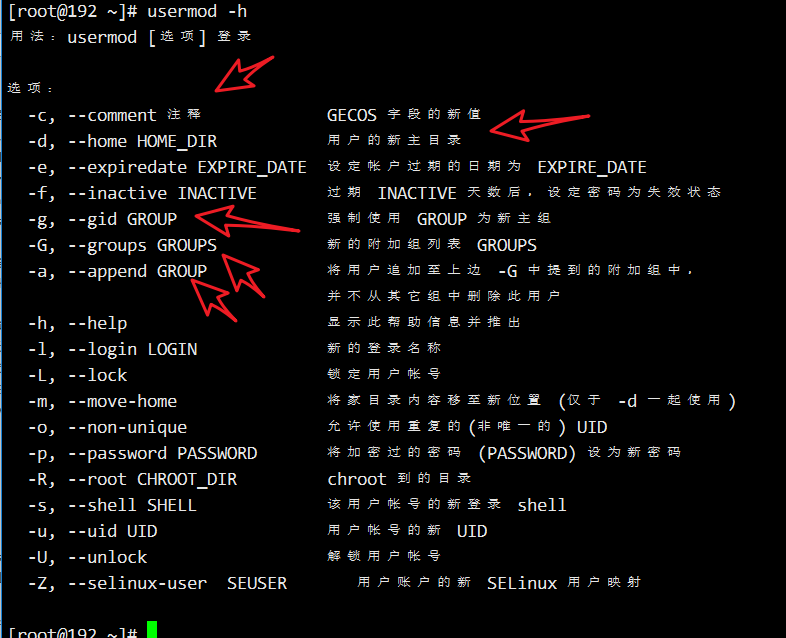 [root@192 ~]# usermod -h
用法：usermod [选项] 登录
选项：
-c, --comment 注释 GECOS 字段的新值
-d, --home HOME_DIR 用户的新主目录
-e, --expiredate EXPIRE_DATE 设定帐户过期的日期为 EXPIRE_DATE
-f, --inactive INACTIVE 过期 INACTIVE 天数后，设定密码为失效状态
-g, --gid GROUP 强制使用 GROUP 为新主组
-G, --groups GROUPS 新的附加组列表 GROUPS
-a, --append GROUP 将用户追加至上边 -G 中提到的附加组中，
并不从其它组中删除此用户
-h, --help 显示此帮助信息并推出
-l, --login LOGIN 新的登录名称
-L, --lock 锁定用户帐号
-m, --move-home 将家目录内容移至新位置 (仅于 -d 一起使用)
-o, --non-unique 允许使用重复的(非唯一的) UID
-p, --password PASSWORD 将加密过的密码 (PASSWORD) 设为新密码
-R, --root CHROOT_DIR chroot 到的目录
-s, --shell SHELL 该用户帐号的新登录 shell
-u, --uid UID 用户帐号的新 UID
-U, --unlock 解锁用户帐号
-Z, --selinux-user SEUSER 用户账户的新 SELinux 用户映射
[root@192 ~]#